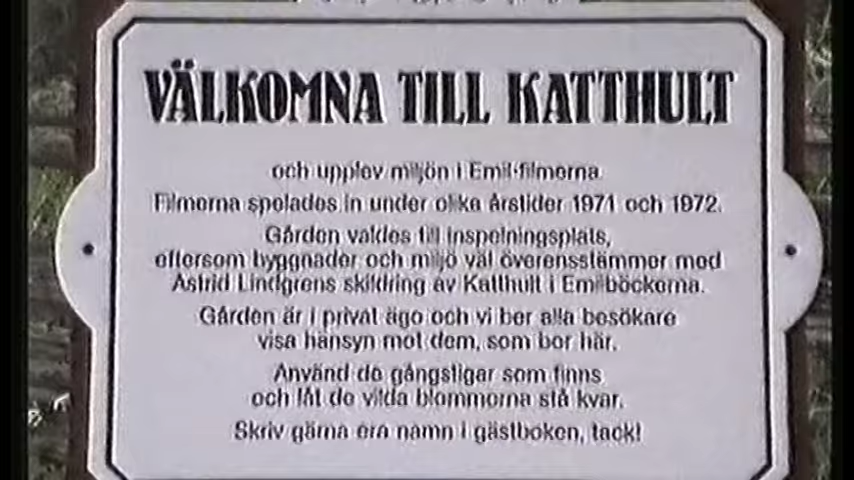 VÄLKOMNA TILL KATTHULT
och upplev miljön i Emil-filmerna.
Filmerna spelades in under olika årstider 1971 och 1972.
Gården valdes till inspelningsplats,
eftersom byggnader och miljö väl överensstämmer med
Astrid Lindgrens skildring av Katthult i Emilböckerna.
Gården är i privat ägo och vi ber alla besökare
visa hänsyn mot dem, som bor här.
Använd de gångstigar som finns
och låt de vilda blommorna stå kvar.
Skriv gärna era namn i gästboken, tack!